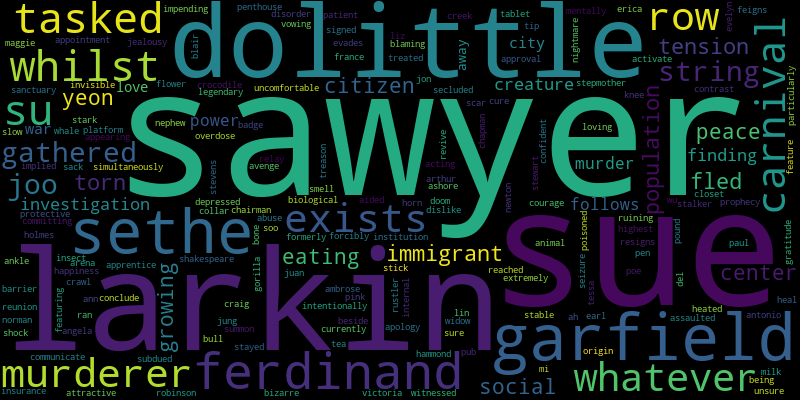 impending penthouse disorder patient tablet erica feigns
tasked dolittle creek row
maggie appointment vowing signed tip mentally evelyn
jealousy blair evades liz city approval nightmare tension
whilst blaming jon away activate carnival
france treated creature stepmother string
sanctuary flower crocodile uncomfortable secluded knee contrast particularly
invisible love legendary citizen scar cure
su yeon sawyer population
slow war stark nephew power badge chapman confident loving peace
whale platform overdose revive feature
appearing treason stewart finding
gathered simultaneously relay acting murder closet
implied sack avenge arthur fled
joo torn stevens smell aided ashore newton wu stalker prophecy
depressed biological horn doom courage follows
investigation collar chairman dislike
protective sethe abuse exists formerly sue ruining highest paul gratitude
committing bone soo forcibly institution animal resigns
holmes shakespeare immigrant poisoned pen pound
ankle insect gorilla eating stick reached seizure poe center
arena apprentice juan extremely tessa del
happiness larkin heal
barrier crawl ambrose rustler internal stable heated
ann conclude craig pink lin ah earl antonio
reunion ran intentionally garfield assaulted
norman featuring growing jung bull beside widow
angela summon currently apology sure
shock stayed tea hammond pub origin
communicate subdued mi milk
murderer ferdinand social whatever being
insurance attractive robinson bizarre victoria witnessed unsure